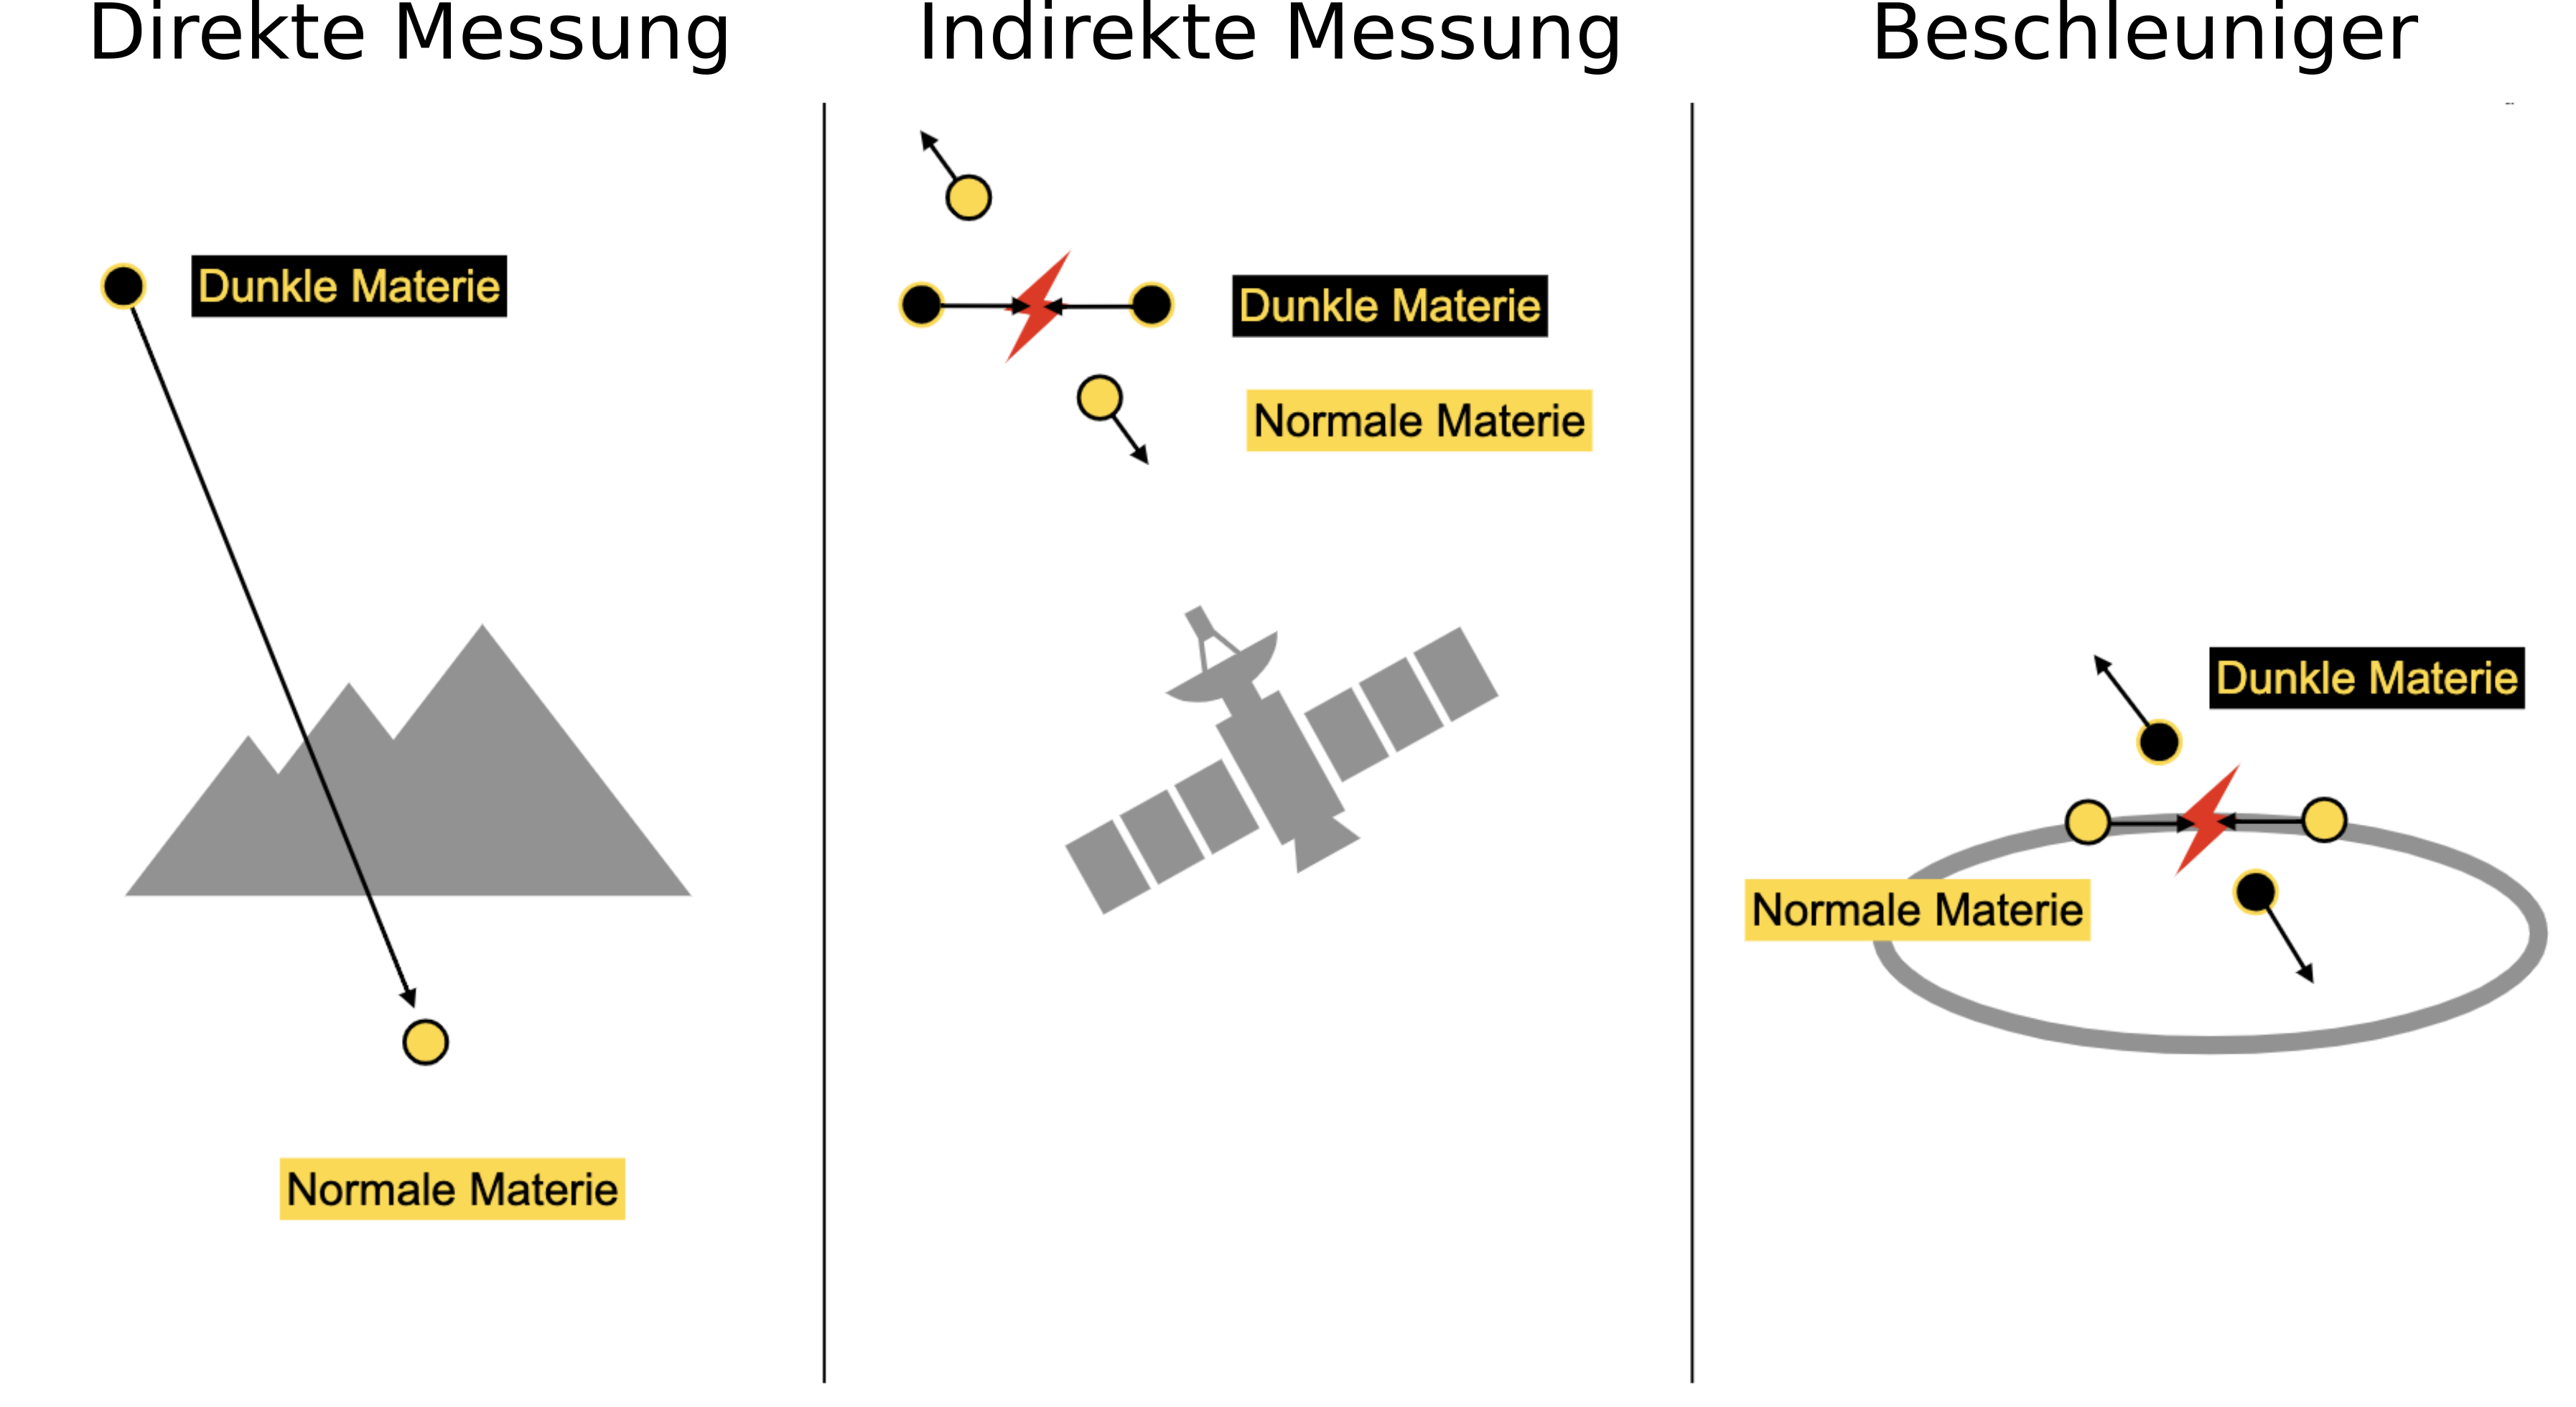 Direkte Messung
Dunkle Materie
Normale Materie
Indirekte Messung
Dunkle Materie
Normale Materie
Beschleuniger
Dunkle Materie
Normale Materie